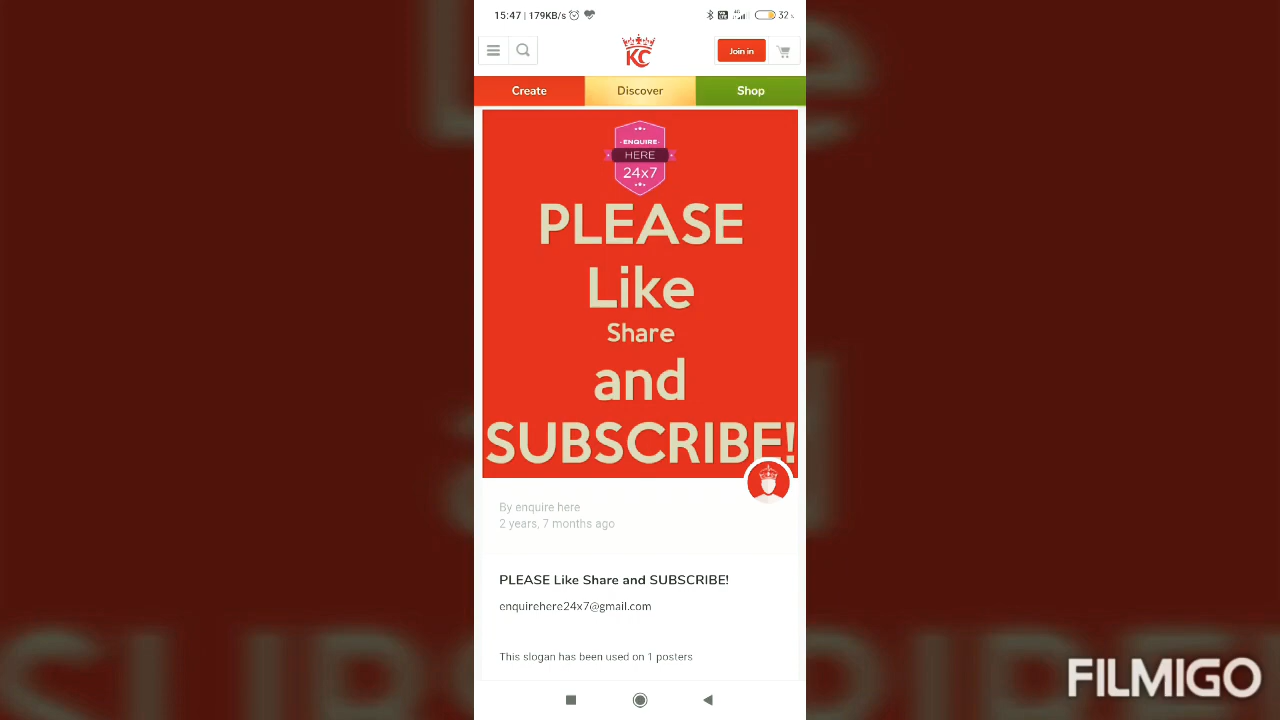 15:47 | 179KB/s
32%
KC
Join in
Create
Discover
Shop
ENQUIRE
HERE
24x7
PLEASE
Like
Share
and
SUBSCRIBE!
By enquire here
2 years, 7 months ago
PLEASE Like Share and SUBSCRIBE!
enquirehere24x7@gmail.com
This slogan has been used on 1 posters
FILMIGO